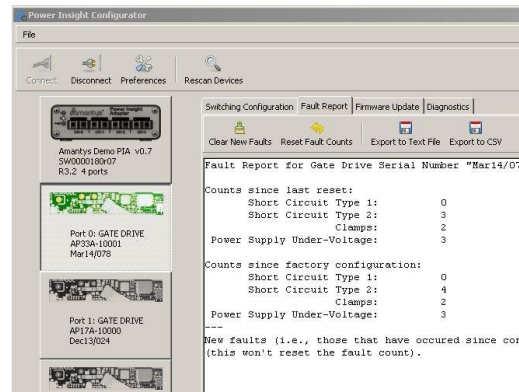 Power Insight Configurator
File
Connect Disconnect Preferences Rescan Devices
Amantys Power Insight Adapter
Amantys Demo PIA v0.7
SW0000180r07
R3.2 4 ports
Port 0: GATE DRIVE
AP33A-10001
Mar14/078
Port 1: GATE DRIVE
AP17A-10000
Dec13/024
Switching Configuration Fault Report Firmware Update Diagnostics
Clear New Faults Reset Fault Counts Export to Text File Export to CSV
Fault Report for Gate Drive Serial Number "Mar14/07
Counts since last reset:
Short Circuit Type 1: 0
Short Circuit Type 2: 3
Clamps: 2
Power Supply Under-Voltage: 3
Counts since factory configuration:
Short Circuit Type 1: 0
Short Circuit Type 2: 4
Clamps: 2
Power Supply Under-Voltage: 3
---
New faults (i.e., those that have occured since con
(this won't reset the fault count).